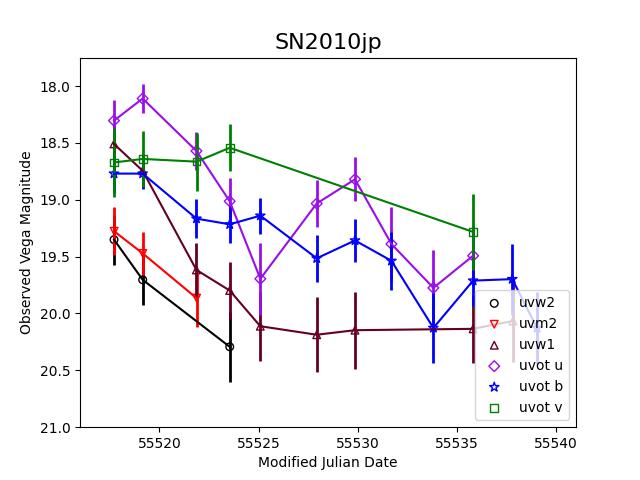 SN2010jp
Observed Vega Magnitude
18.0
18.5
19.0
19.5
20.0
20.5
21.0
55520
55525
55530
55535
55540
Modified Julian Date
uvw2
uvm2
uvw1
uvot u
uvot b
uvot v